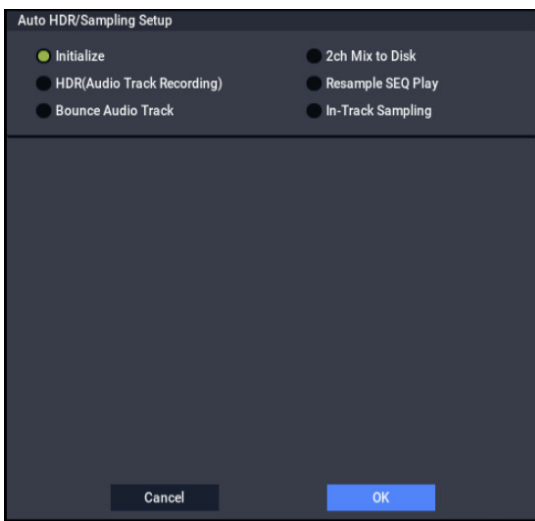 Auto HDR/Sampling Setup
Initialize
2ch Mix to Disk
HDR(Audio Track Recording)
Resample SEQ Play
Bounce Audio Track
In-Track Sampling
Cancel
OK